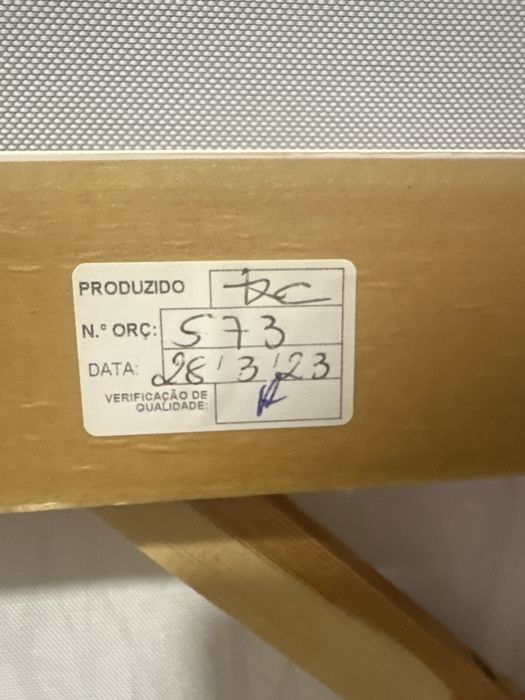 PRODUZIDO
N.º ORÇ: 573
DATA: 28/3/23
VERIFICAÇÃO DE
QUALIDADE: